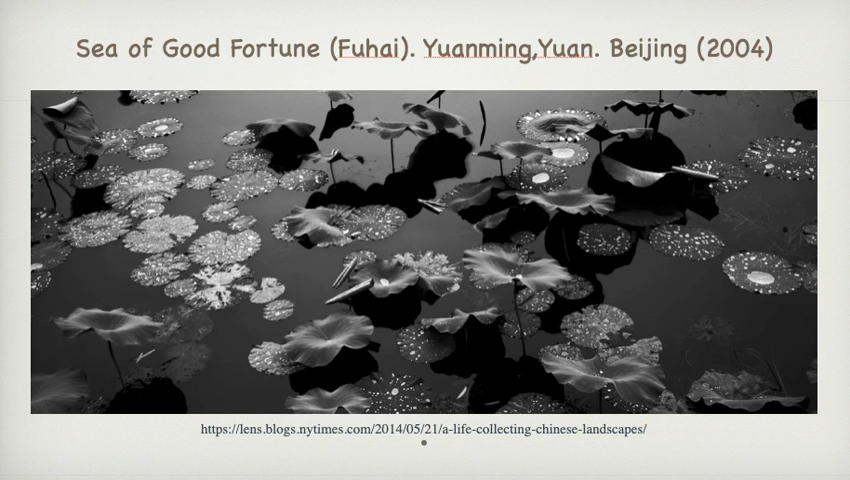 Sea of Good Fortune (Fuhai). Yuanming,Yuan. Beijing (2004)
https://lens.blogs.nytimes.com/2014/05/21/a-life-collecting-chinese-landscapes/